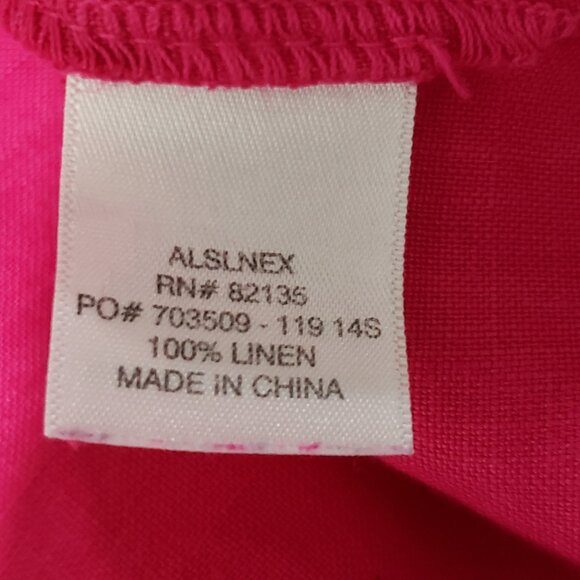 ALSLNEX
RN# 82135
PO# 703509 - 119 14S
100% LINEN
MADE IN CHINA